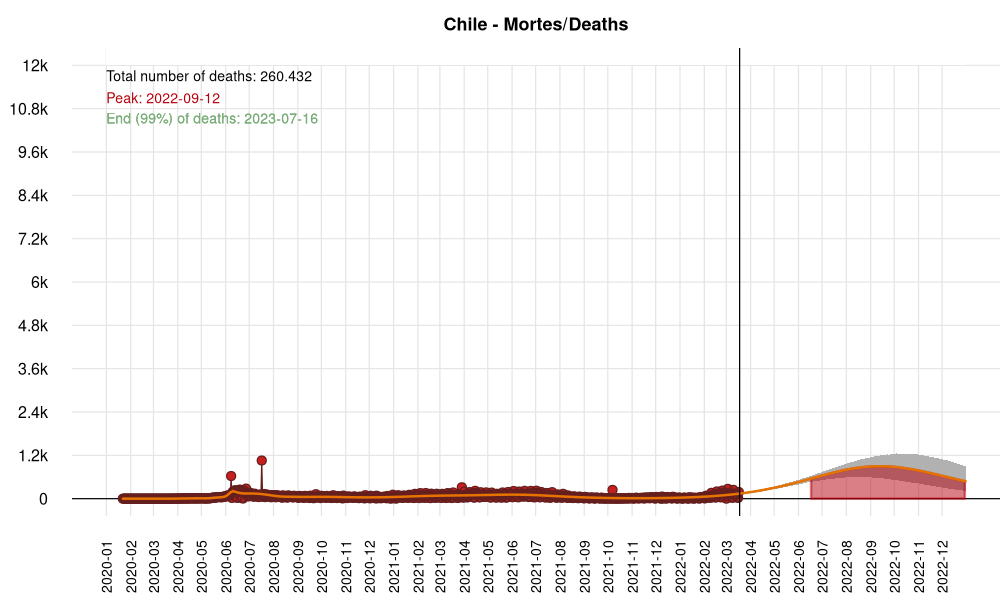 Chile - Mortes/Deaths
Total number of deaths: 260.432
Peak: 2022-09-12
End (99%) of deaths: 2023-07-16
12k
10.8k
9.6k
8.4k
7.2k
6k
4.8k
3.6k
2.4k
1.2k
0
2020-01
2020-02
2020-03
2020-04
2020-05
2020-06
2020-07
2020-08
2020-09
2020-10
2020-11
2020-12
2021-01
2021-02
2021-03
2021-04
2021-05
2021-06
2021-07
2021-08
2021-09
2021-10
2021-11
2021-12
2022-01
2022-02
2022-03
2022-04
2022-05
2022-06
2022-07
2022-08
2022-09
2022-10
2022-11
2022-12